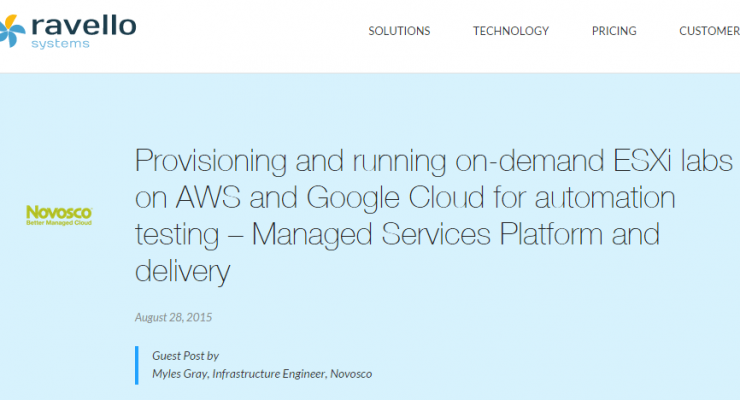 ravello
systems
SOLUTIONS TECHNOLOGY PRICING CUSTOMER
Provisioning and running on-demand ESXi labs
on AWS and Google Cloud for automation
testing – Managed Services Platform and
delivery
Novosco
Better Managed Cloud
August 28, 2015
Guest Post by
Myles Gray, Infrastructure Engineer, Novosco